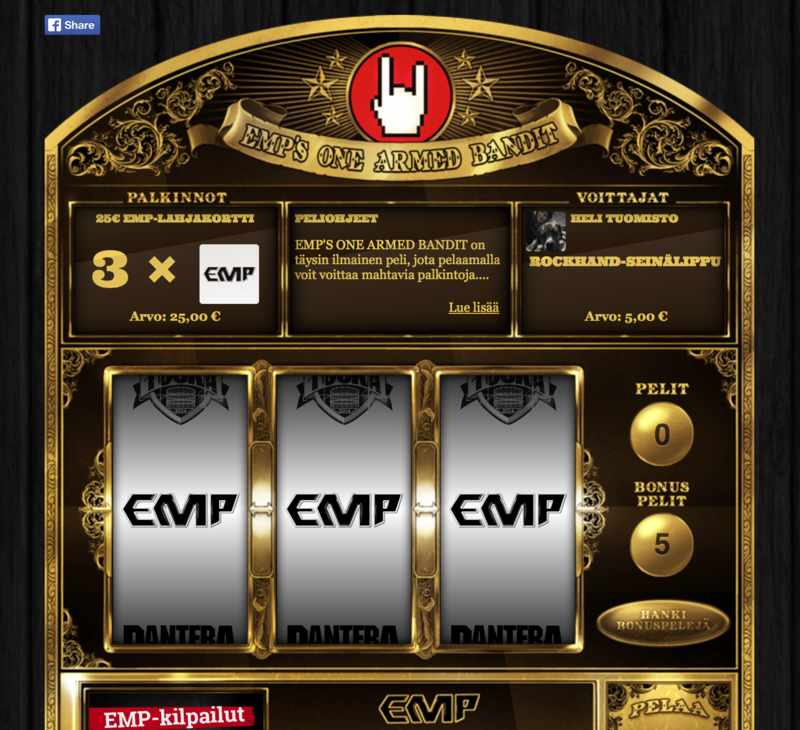 Share
EMP'S ONE ARMED BANDIT
PALKINNOT
25€ EMP-LAHJAKORTTI
3 × EMP
Arvo: 25,00 €
PELIOHJEET
EMP'S ONE ARMED BANDIT on
täysin ilmainen peli, jota pelaamalla
voit voittaa mahtavia palkintoja....
Lue lisää
VOITTAJAT
HELI TUOMISTO
ROCKHAND-SEINÄLIPPU
Arvo: 5,00 €
EMP EMP EMP
PANTERA PANTERA PANTERA
PELIT
0
BONUS
PELIT
5
HANKI
BONUSPELEJÄ
EMP-kilpailut
EMP
PELAA